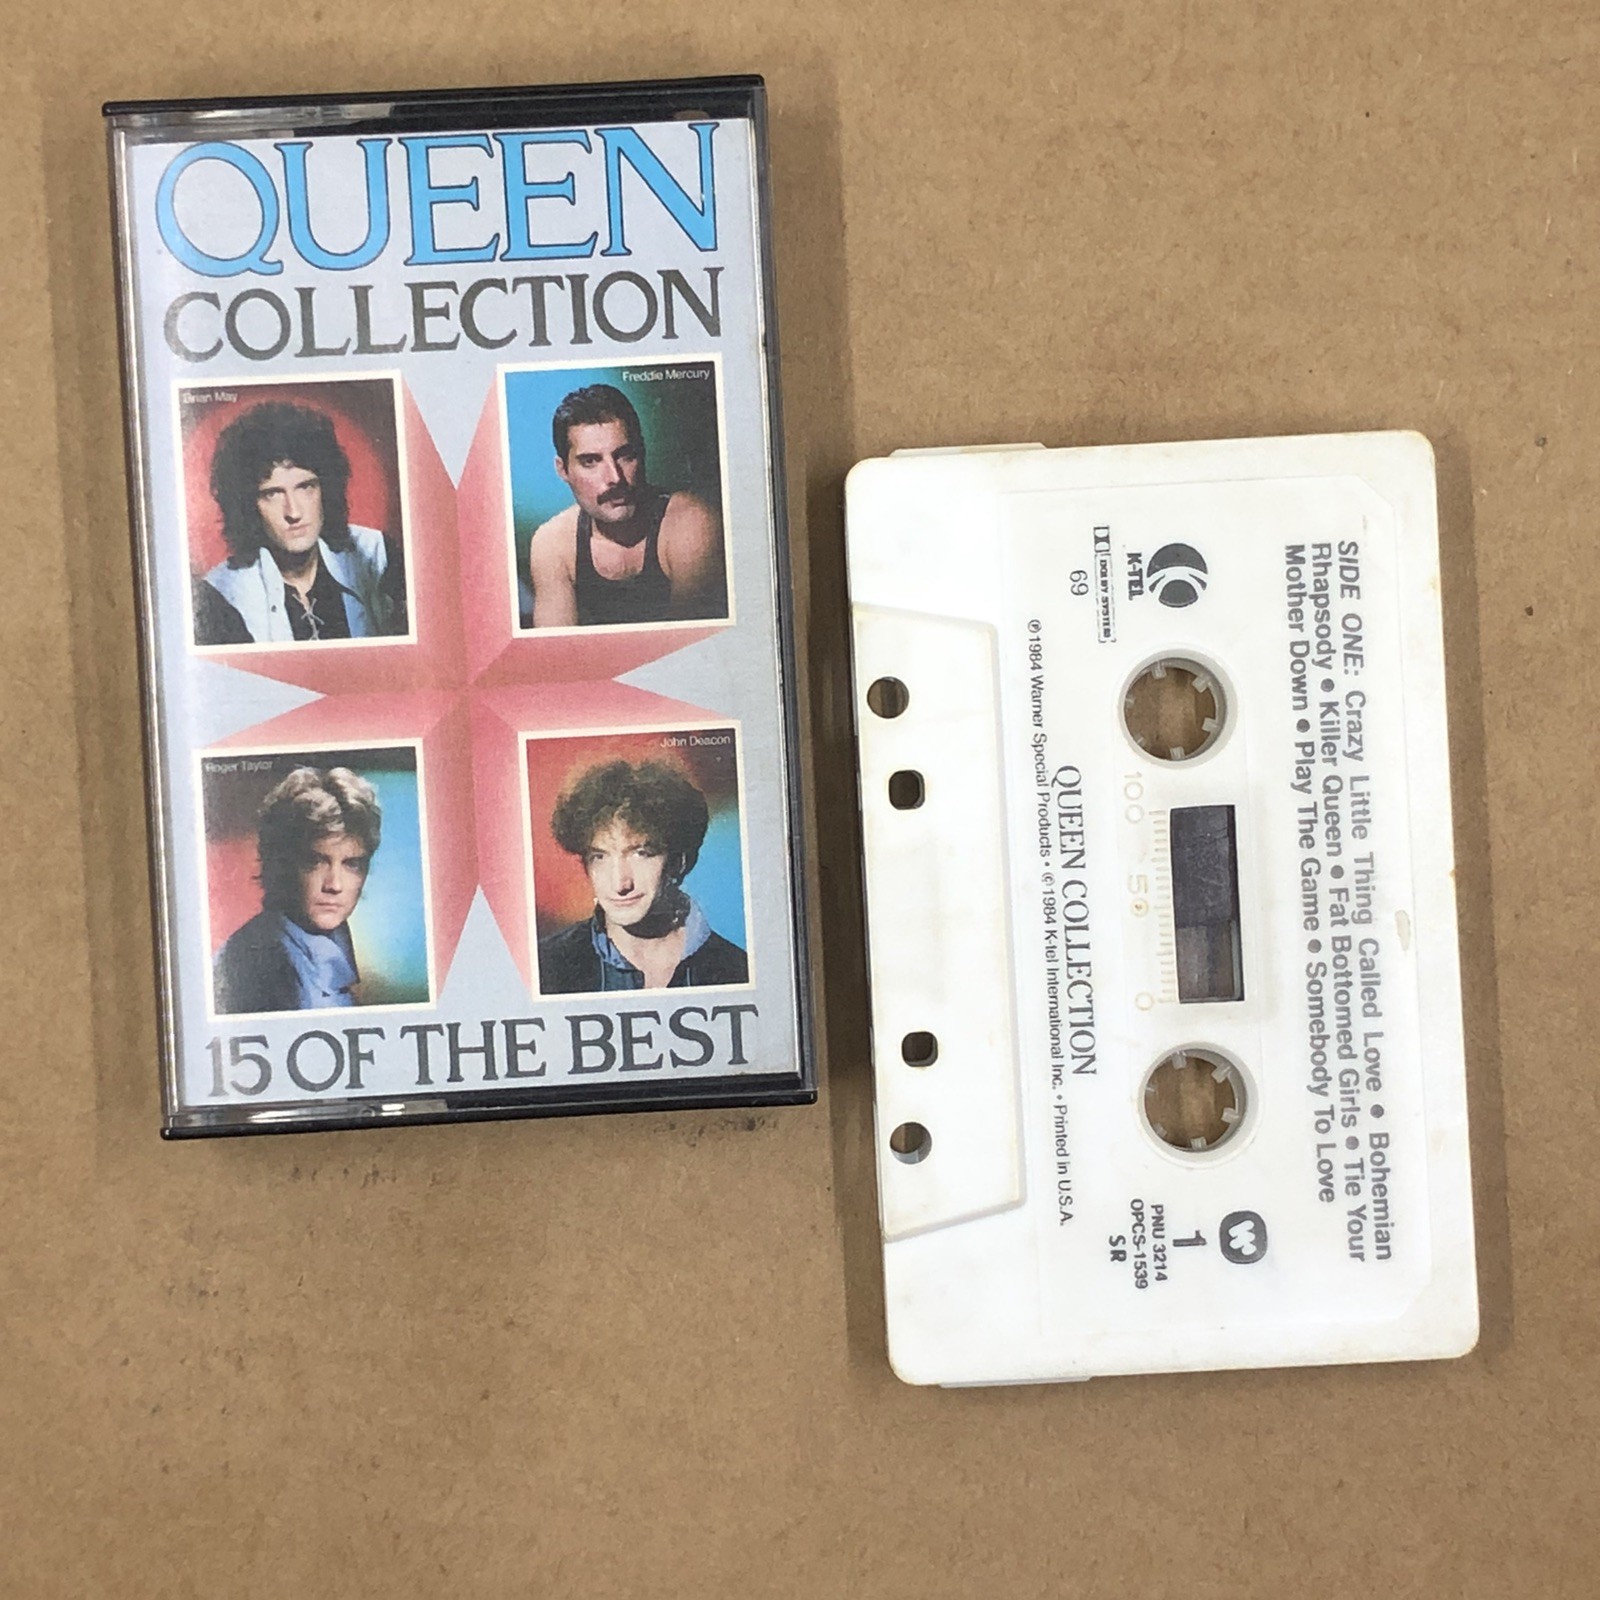 QUEEN
COLLECTION
Brian May
Freddie Mercury
Roger Taylor
John Deacon
15 OF THE BEST
SIDE ONE: Crazy Little Thing Called Love • Bohemian
Rhapsody • Killer Queen • Fat Bottomed Girls • Tie Your
Mother Down • Play The Game • Somebody To Love
K-TEL
DOLBY SYSTEM
69
100 50 0
W
1
PNU 3214
OPCS-1539
SR
QUEEN COLLECTION
℗ 1984 Warner Special Products • © 1984 K-tel International Inc. • Printed in U.S.A.